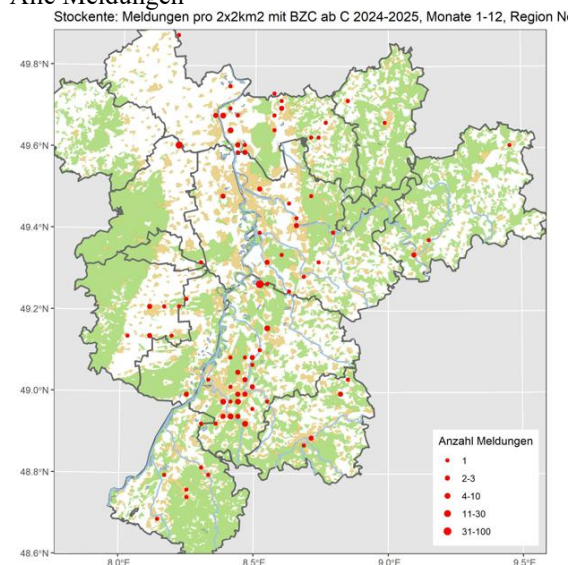 Alle Meldungen
Stockente: Meldungen pro 2x2km2 mit BZC ab C 2024-2025, Monate 1-12, Region No
49.8°N
49.6°N
49.4°N
49.2°N
49.0°N
48.8°N
48.6°N
8.0°E
8.5°E
9.0°E
9.5°E
Anzahl Meldungen
1
2-3
4-10
11-30
31-100